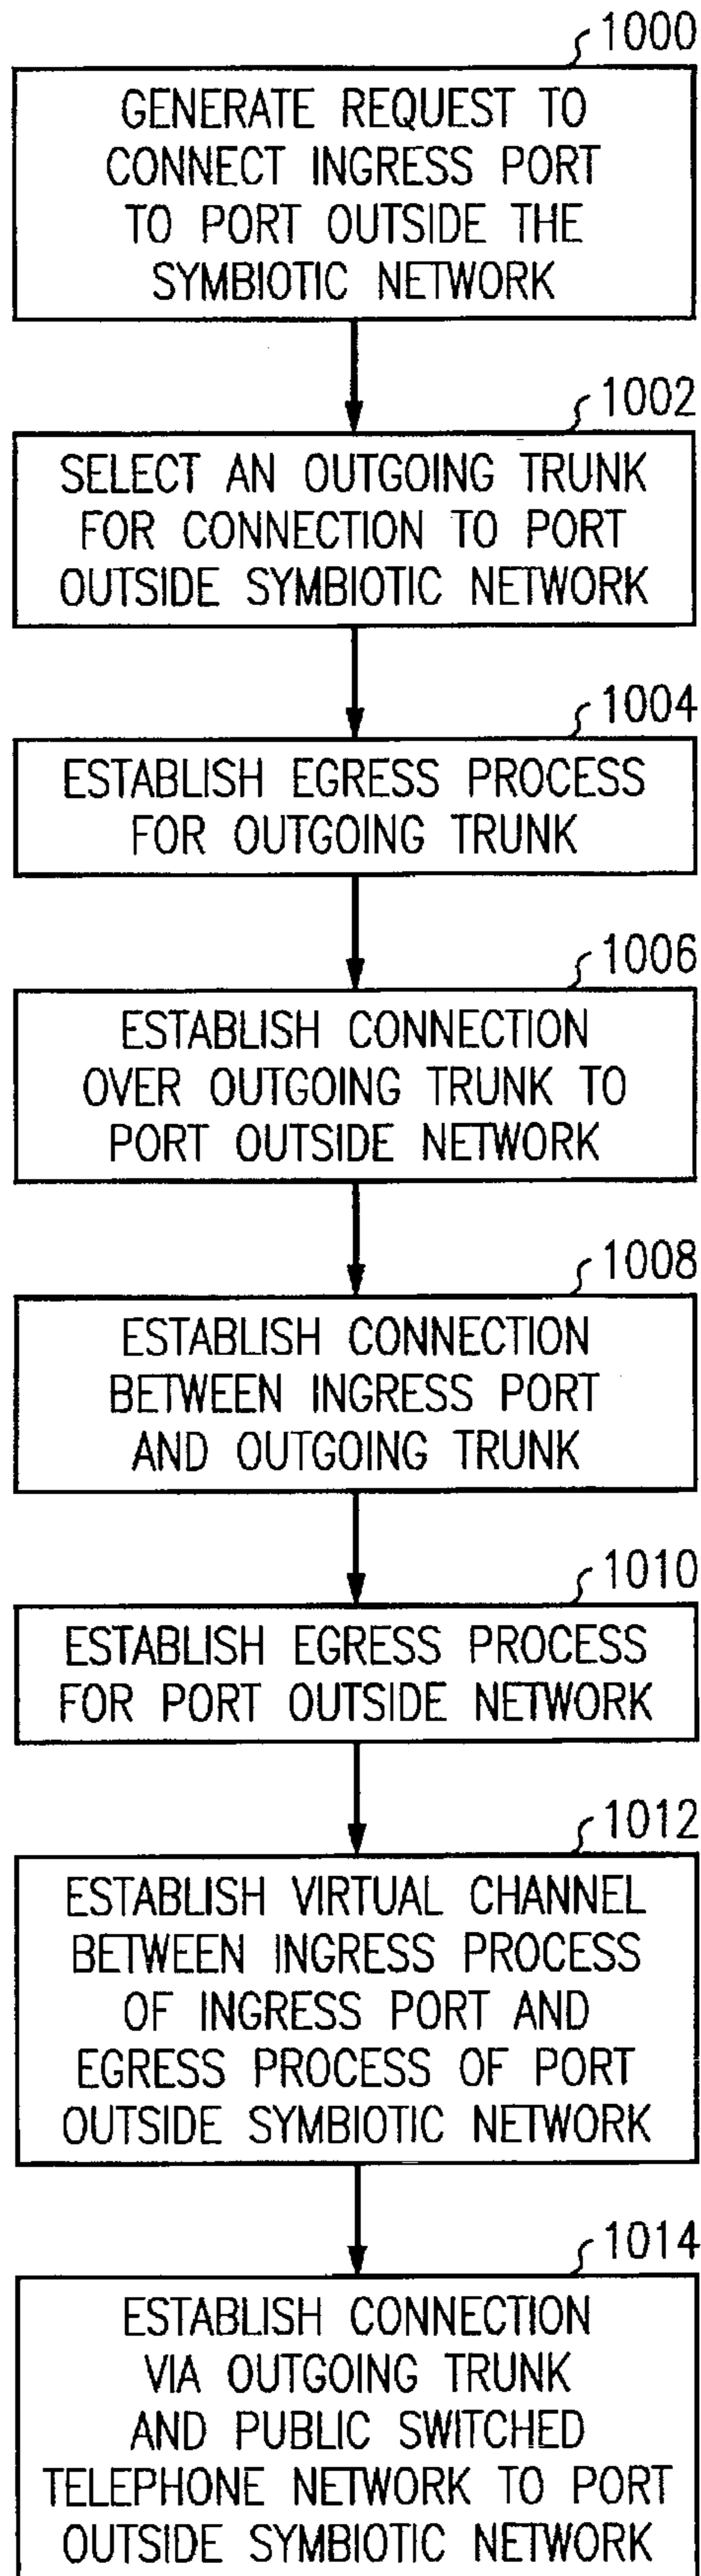 1000
GENERATE REQUEST TO
CONNECT INGRESS PORT
TO PORT OUTSIDE THE
SYMBIOTIC NETWORK
1002
SELECT AN OUTGOING TRUNK
FOR CONNECTION TO PORT
OUTSIDE SYMBIOTIC NETWORK
1004
ESTABLISH EGRESS PROCESS
FOR OUTGOING TRUNK
1006
ESTABLISH CONNECTION
OVER OUTGOING TRUNK TO
PORT OUTSIDE NETWORK
1008
ESTABLISH CONNECTION
BETWEEN INGRESS PORT
AND OUTGOING TRUNK
1010
ESTABLISH EGRESS PROCESS
FOR PORT OUTSIDE NETWORK
1012
ESTABLISH VIRTUAL CHANNEL
BETWEEN INGRESS PROCESS
OF INGRESS PORT AND
EGRESS PROCESS OF PORT
OUTSIDE SYMBIOTIC NETWORK
1014
ESTABLISH CONNECTION
VIA OUTGOING TRUNK
AND PUBLIC SWITCHED
TELEPHONE NETWORK TO PORT
OUTSIDE SYMBIOTIC NETWORK